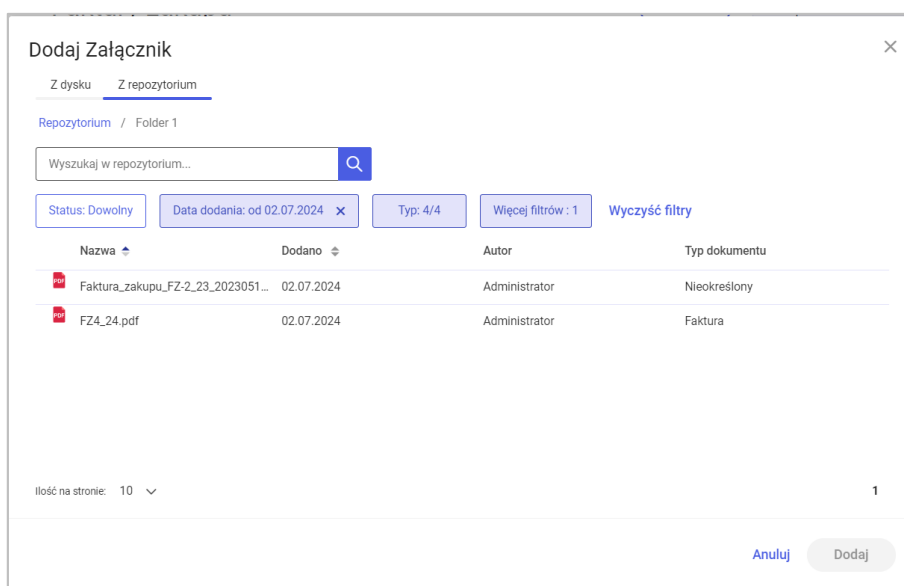 Dodaj Załącznik
Z dysku Z repozytorium
Repozytorium / Folder 1
Wyszukaj w repozytorium...
Status: Dowolny Data dodania: od 02.07.2024 Typ: 4/4 Więcej filtrów : 1 Wyczyść filtry
Nazwa Dodano Autor Typ dokumentu
PDF Faktura_zakupu_FZ-2_23_2023051... 02.07.2024 Administrator Nieokreślony
PDF FZ4_24.pdf 02.07.2024 Administrator Faktura
Ilość na stronie: 10 1
Anuluj Dodaj